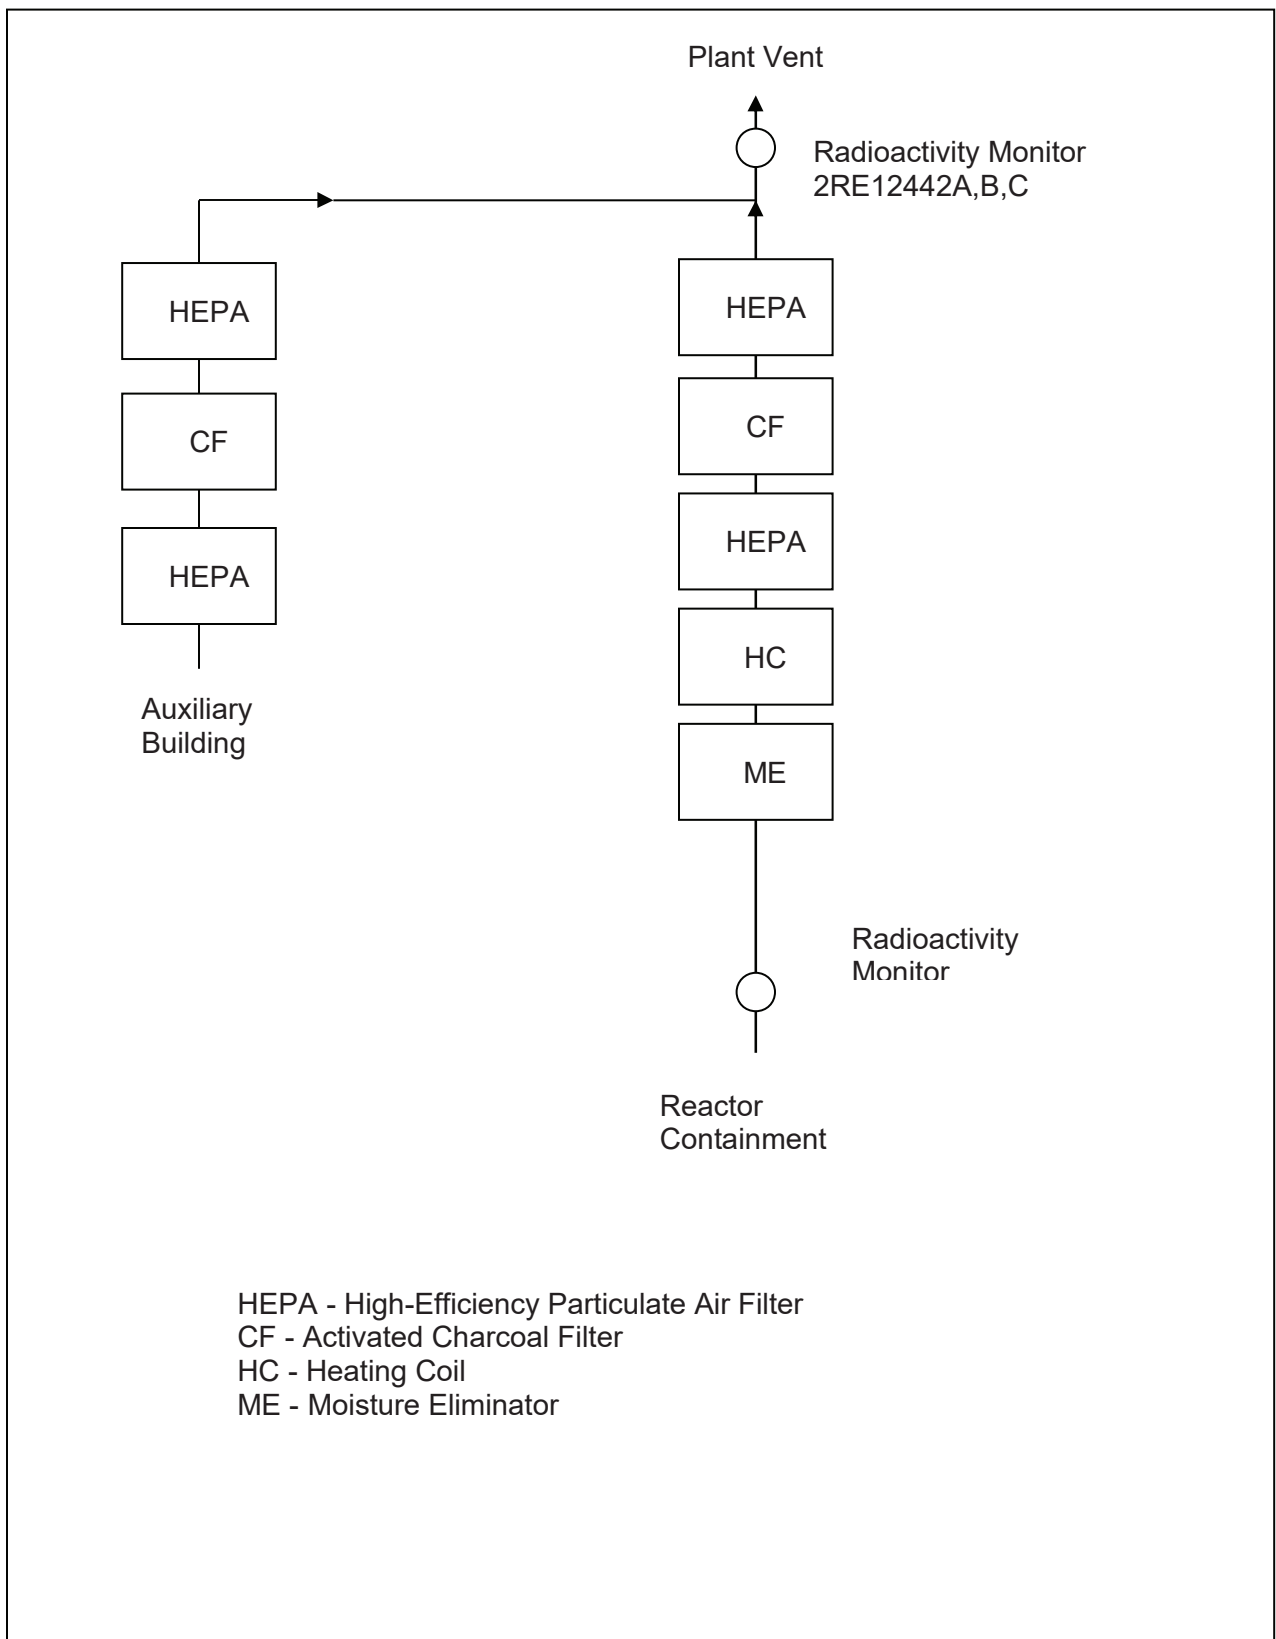 Plant Vent
Radioactivity Monitor
2RE12442A,B,C
HEPA
CF
HEPA
Auxiliary
Building
HEPA
CF
HEPA
HC
ME
Radioactivity
Monitor
Reactor
Containment
HEPA - High-Efficiency Particulate Air Filter
CF - Activated Charcoal Filter
HC - Heating Coil
ME - Moisture Eliminator